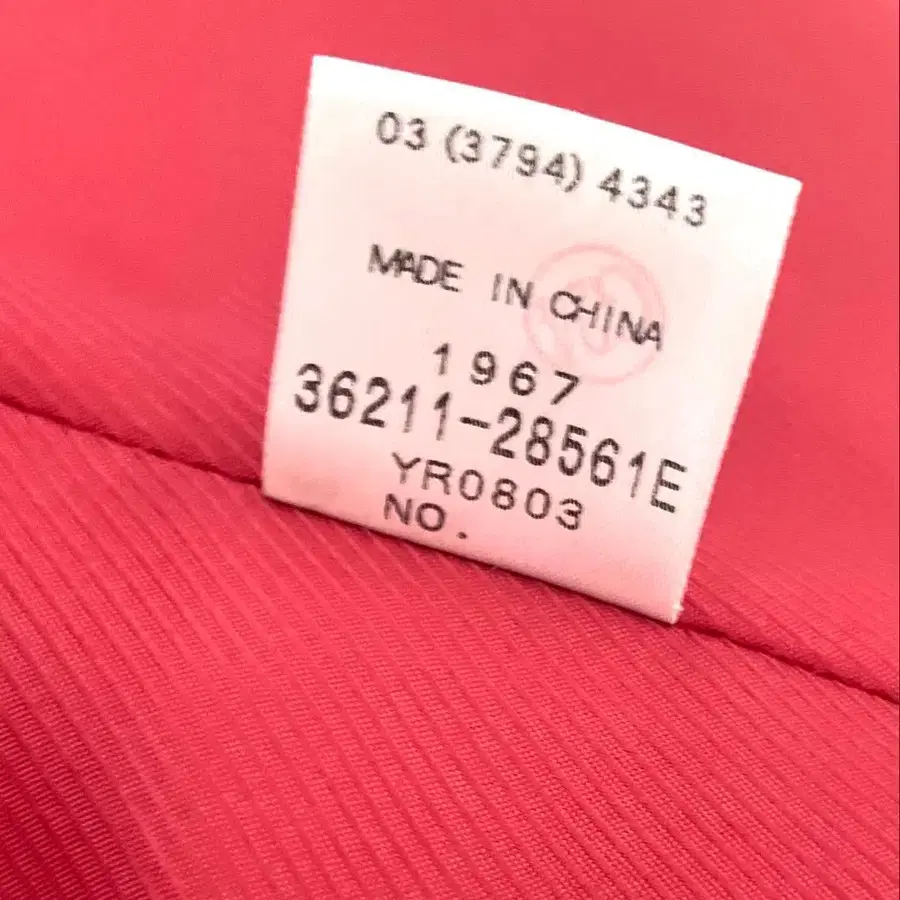 03 (3794) 4343
MADE IN CHINA
1967
36211-28561E
YR0803
NO.